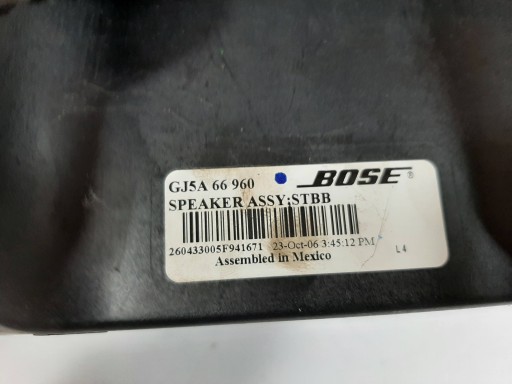 GJ5A 66 960 BOSE ®
SPEAKER ASSY;STBB
260433005F941671 23-Oct-06 3:45:12 PM
Assembled in Mexico L4